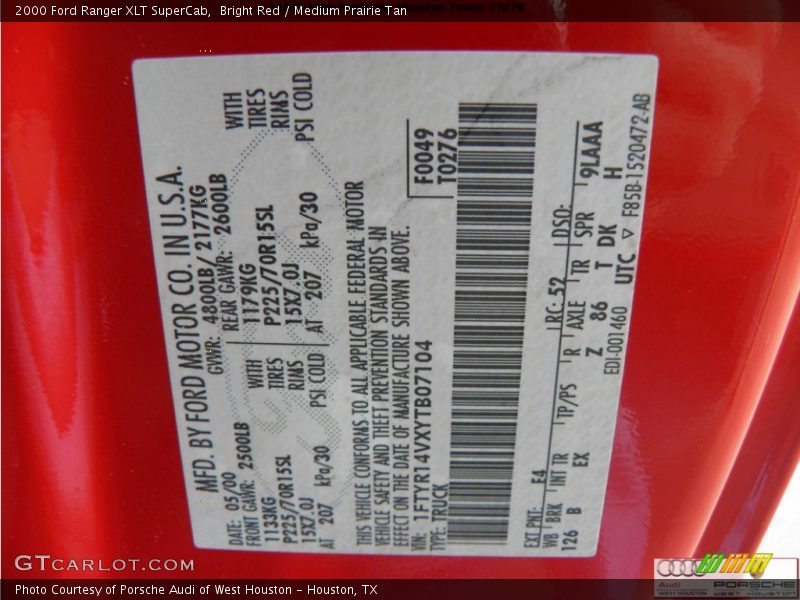 2000 Ford Ranger XLT SuperCab,  Bright Red / Medium Prairie Tan
MFD. BY FORD MOTOR CO. IN U.S.A.
DATE: 05/00
GVWR: 4800LB/ 2177KG
FRONT GAWR: 2500LB
REAR GAWR: 2600LB
1133KG WITH
1179KG WITH
P225/70R15SL TIRES
P225/70R15SL TIRES
15X7.0J RIMS
15X7.0J RIMS
AT 207 kPa/30 PSI COLD
AT 207 kPa/30 PSI COLD
THIS VEHICLE CONFORMS TO ALL APPLICABLE FEDERAL MOTOR
VEHICLE SAFETY AND THEFT PREVENTION STANDARDS IN
EFFECT ON THE DATE OF MANUFACTURE SHOWN ABOVE.
VIN: 1FTYR14VXYTB07104
TYPE: TRUCK
F0049
T0276
EXT PNT: E4 RC: 52 DSO:
WB BRK INT TR TP/PS R AXLE TR SPR 9LAAA
126 B EX Z 86 T DK H
EDI-001460 UTC ▽ F85B-1520472-AB
GTCARLOT.COM
Audi
WEST HOUSTON
PORSCHE
WEST HOUSTON
Photo Courtesy of Porsche Audi of West Houston - Houston, TX